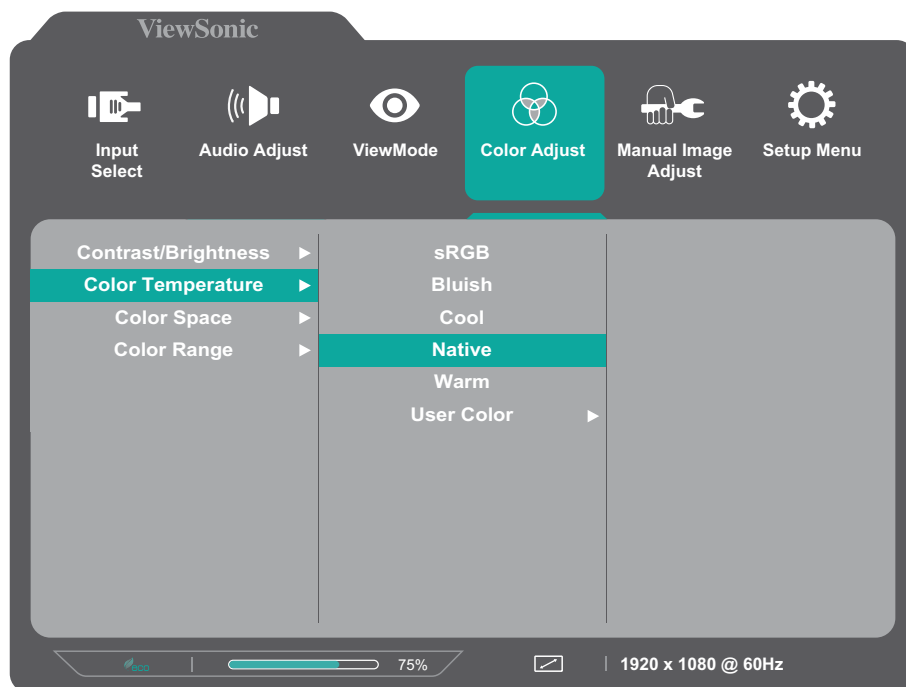 ViewSonic
Input
Select
Audio Adjust
ViewMode
Color Adjust
Manual Image
Adjust
Setup Menu
Contrast/Brightness
Color Temperature
Color Space
Color Range
sRGB
Bluish
Cool
Native
Warm
User Color
eco
75%
1920 x 1080 @ 60Hz